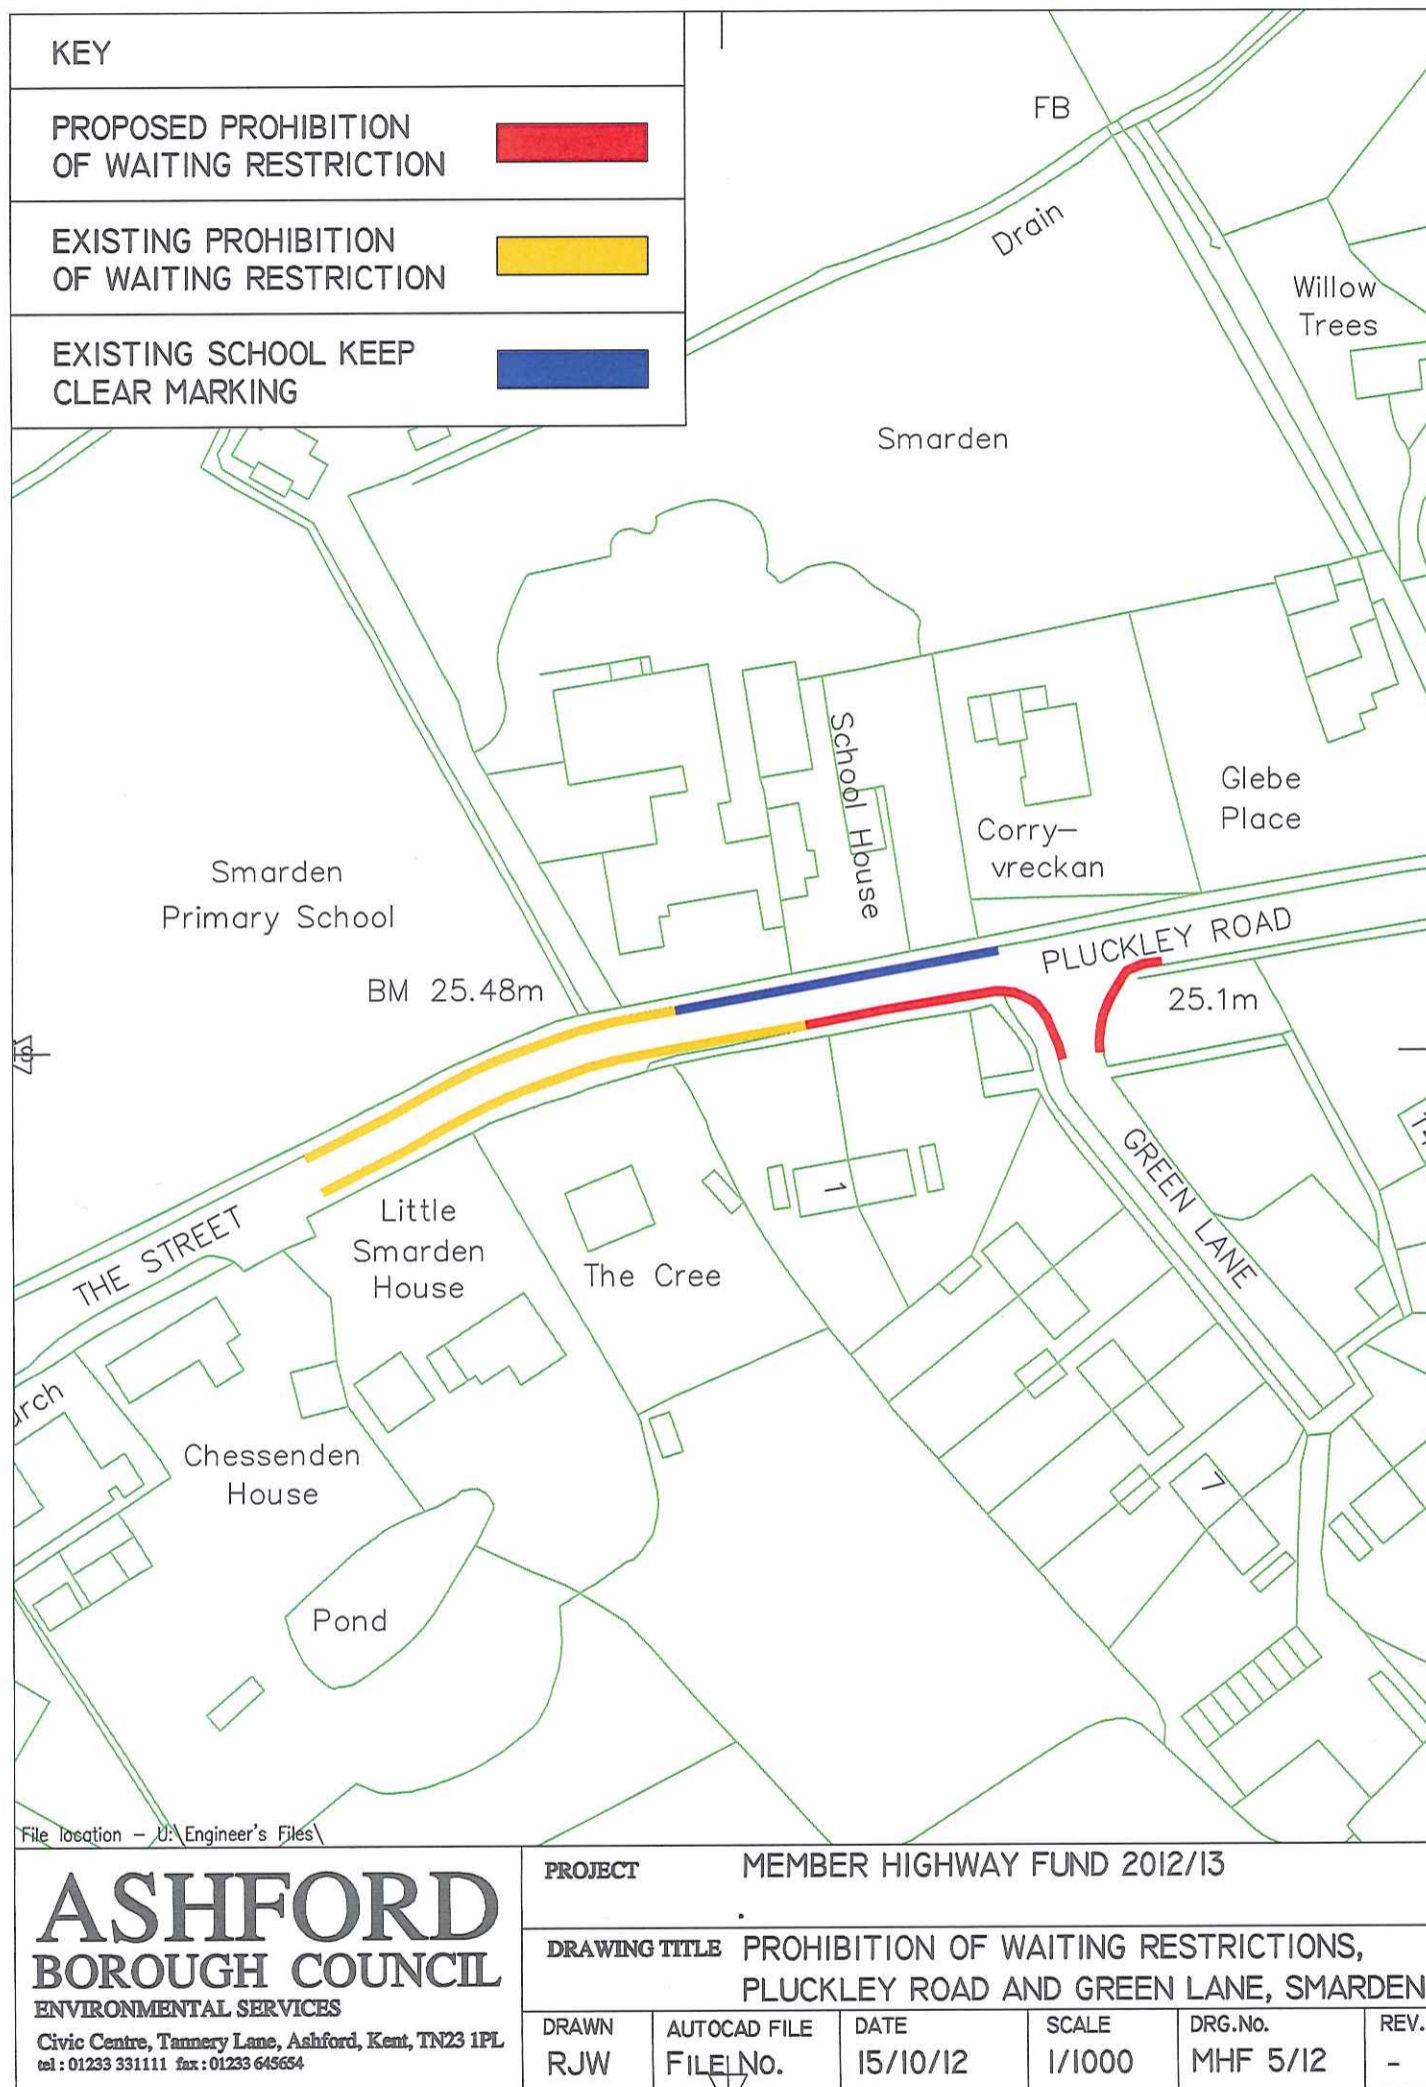 KEY
PROPOSED PROHIBITION
OF WAITING RESTRICTION
EXISTING PROHIBITION
OF WAITING RESTRICTION
EXISTING SCHOOL KEEP
CLEAR MARKING
FB
Drain
Willow
Trees
Smarden
School House
Glebe
Place
Corry-
vreckan
Smarden
Primary School
PLUCKLEY ROAD
BM 25.48m
25.1m
GREEN LANE
1
Little
Smarden
House
THE STREET
The Cree
Chessenden
House
7
Pond
File location - U:\Engineer's Files\
ASHFORD
BOROUGH COUNCIL
ENVIRONMENTAL SERVICES
Civic Centre, Tannery Lane, Ashford, Kent, TN23 1PL
tel : 01233 331111 fax : 01233 645654
PROJECT MEMBER HIGHWAY FUND 2012/13
DRAWING TITLE PROHIBITION OF WAITING RESTRICTIONS,
PLUCKLEY ROAD AND GREEN LANE, SMARDEN
DRAWN AUTOCAD FILE DATE SCALE DRG.No. REV.
RJW FILE No. 15/10/12 1/1000 MHF 5/12 -